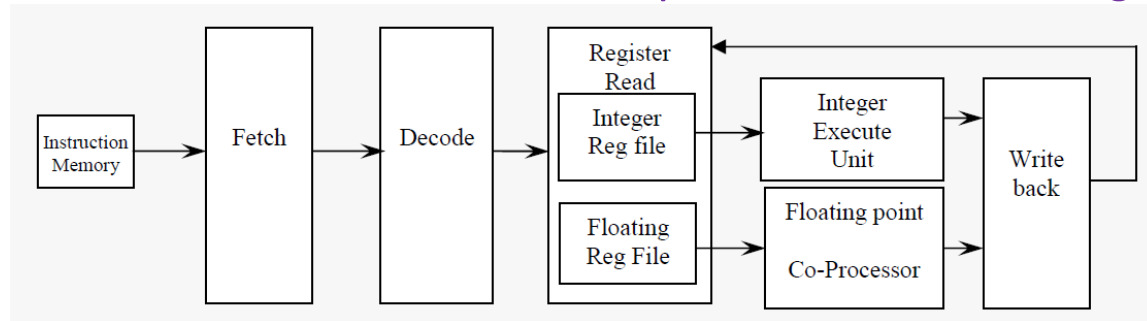 Instruction
Memory
Fetch
Decode
Register
Read
Integer
Reg file
Floating
Reg File
Integer
Execute
Unit
Floating point
Co-Processor
Write
back